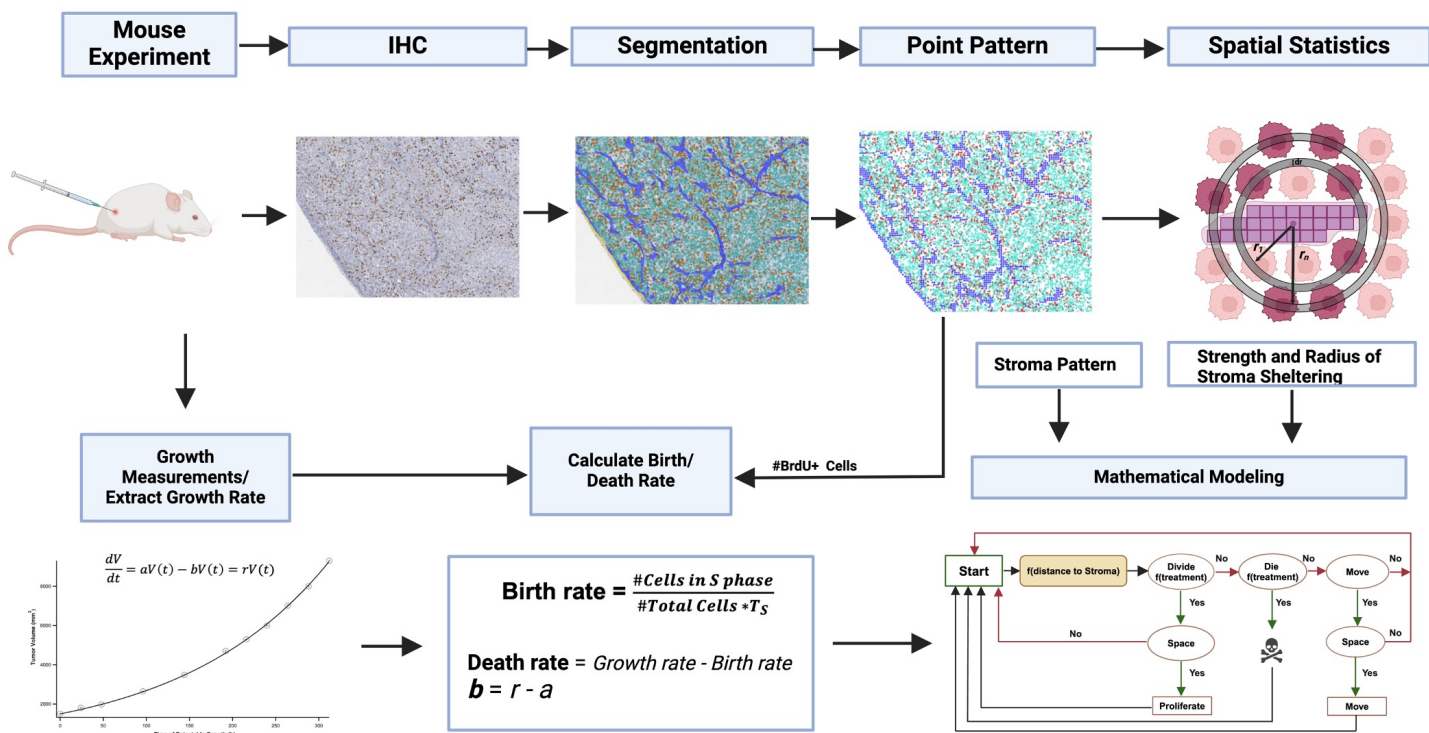 Mouse
Experiment
IHC
Segmentation
Point Pattern
Spatial Statistics
dr
r1
rn
Stroma Pattern
Strength and Radius of
Stroma Sheltering
Growth
Measurements/
Extract Growth Rate
Calculate Birth/
Death Rate
#BrdU+ Cells
Mathematical Modeling
dV/dt = aV(t) − bV(t) = rV(t)
Tumor Volume (mm³)
8000
6000
4000
2000
0 50 100 150 200 250 300
Birth rate = #Cells in S phase / #Total Cells *TS
Death rate = Growth rate - Birth rate
b = r - a
Start
f(distance to Stroma)
Divide
f(treatment)
No
Die
f(treatment)
No
Move
No
Yes
Yes
Yes
No
Space
Space
No
Yes
Yes
Proliferate
Move